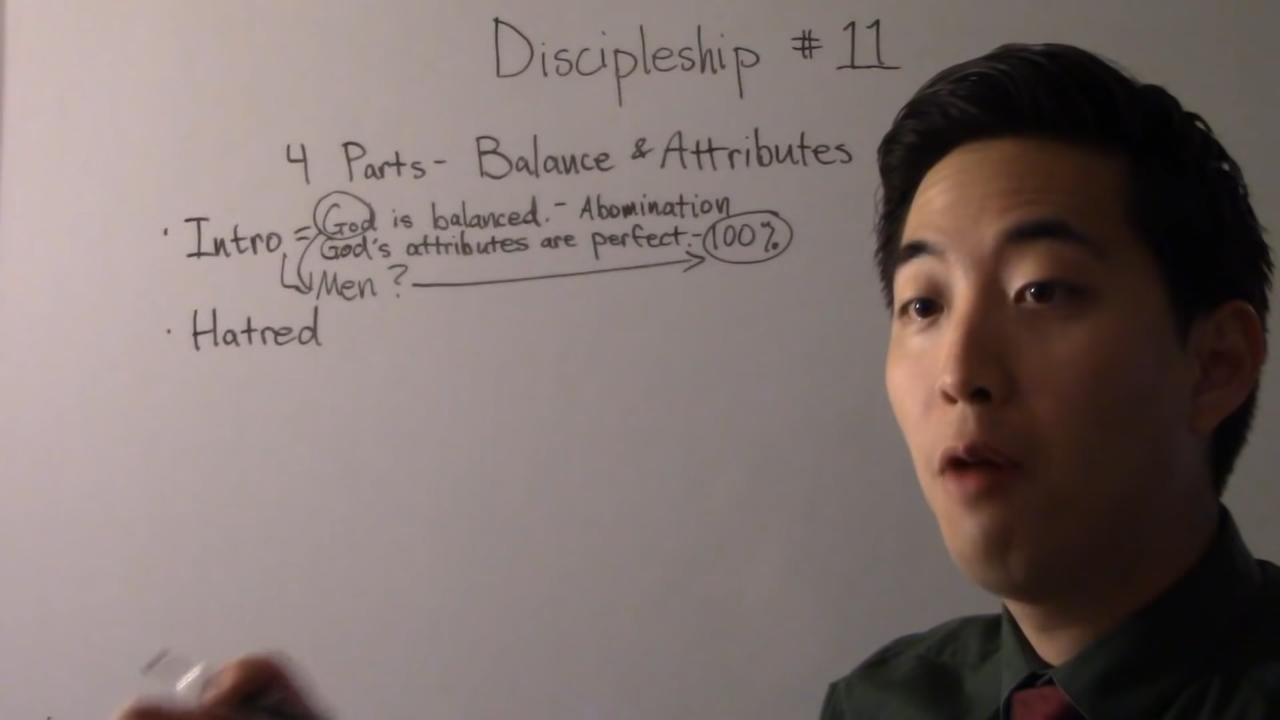 Discipleship # 11
4 Parts- Balance & Attributes
· Intro = God is balanced. - Abomination
God's attributes are perfect.- 100%
Men ?
· Hatred